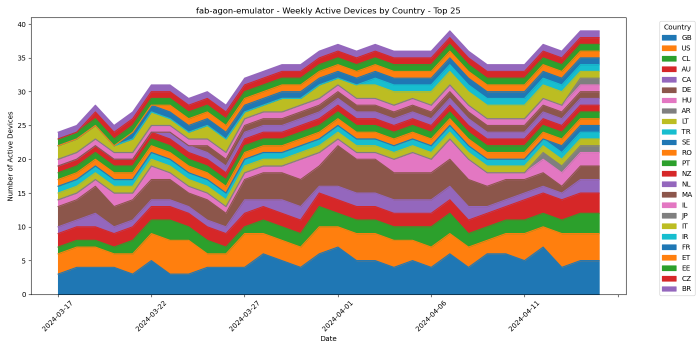 fab-agon-emulator - Weekly Active Devices by Country - Top 25
Number of Active Devices
40
35
30
25
20
15
10
5
0
2024-03-17
2024-03-22
2024-03-27
2024-04-01
2024-04-06
2024-04-11
Date
Country
GB
US
CL
AU
CA
DE
HU
AR
LT
TR
SE
RO
PT
NZ
NL
MA
IL
JP
IT
IR
FR
ET
EE
CZ
BR